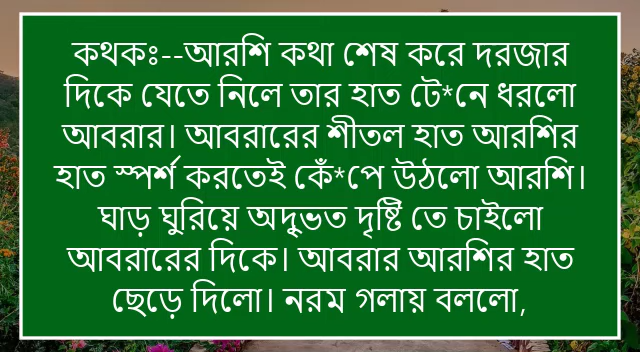 কথকঃ--আরশি কথা শেষ করে দরজার
দিকে যেতে নিলে তার হাত টে*নে ধরলো
আবরার। আবরারের শীতল হাত আরশির
হাত স্পর্শ করতেই কেঁ*পে উঠলো আরশি।
ঘাড় ঘুরিয়ে অদ্ভুত দৃষ্টি তে চাইলো
আবরারের দিকে। আবরার আরশির হাত
ছেড়ে দিলো। নরম গলায় বললো,